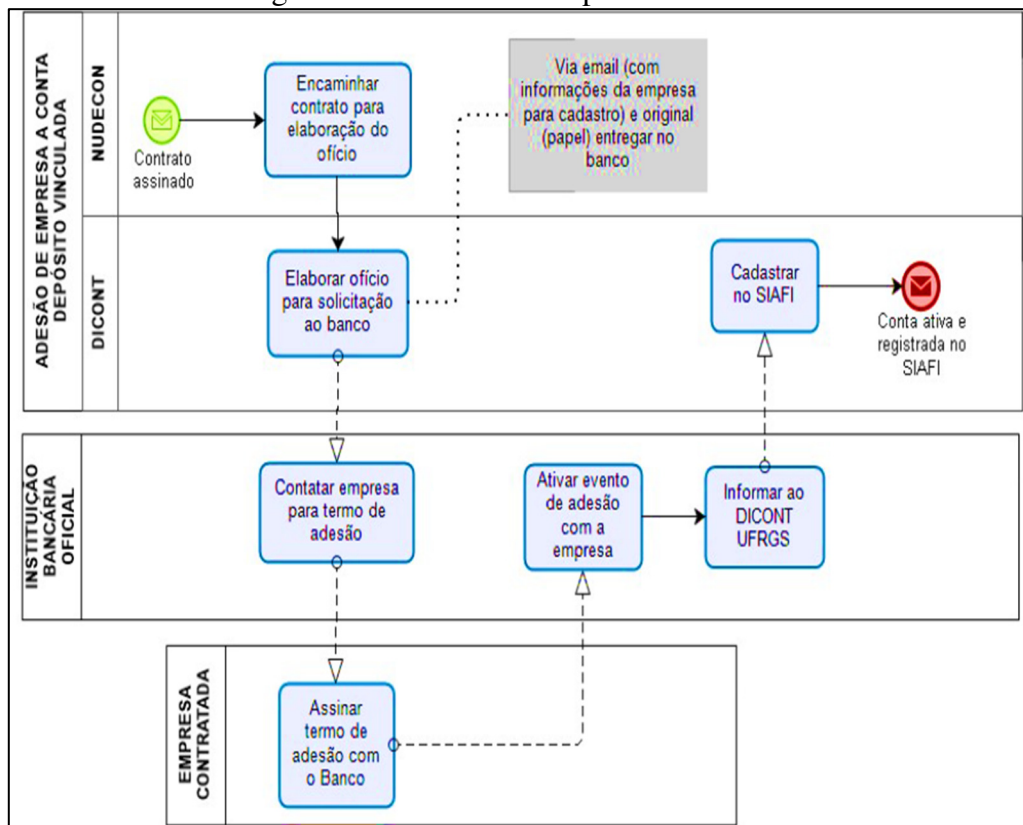 ADESÃO DE EMPRESA A CONTA
DEPÓSITO VINCULADA
NUDECON
Contrato
assinado
Encaminhar
contrato para
elaboração do
ofício
Via email (com
informações da empresa
para cadastro) e original
(papel) entregar no
banco
DICONT
Elaborar ofício
para solicitação
ao banco
Cadastrar
no SIAFI
Conta ativa e
registrada no
SIAFI
INSTITUIÇÃO
BANCÁRIA
OFICIAL
Contatar empresa
para termo de
adesão
Ativar evento
de adesão
com a
empresa
Informar ao
DICONT
UFRGS
EMPRESA
CONTRATADA
Assinar
termo de
adesão com
o Banco